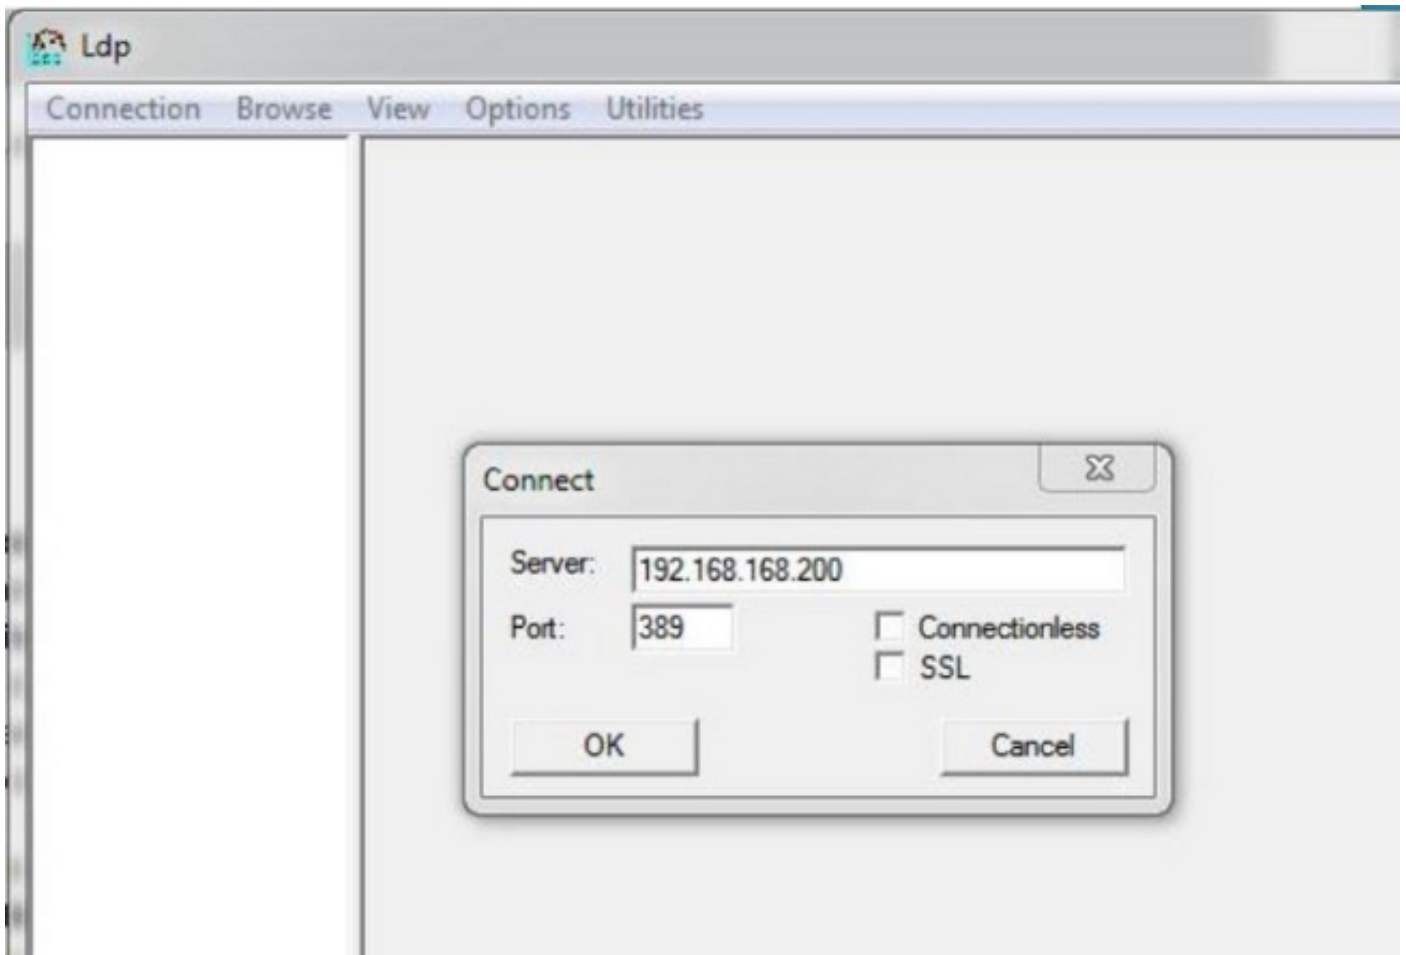 Ldp
Connection Browse View Options Utilities
Connect
Server: 192.168.168.200
Port: 389 Connectionless
SSL
OK Cancel